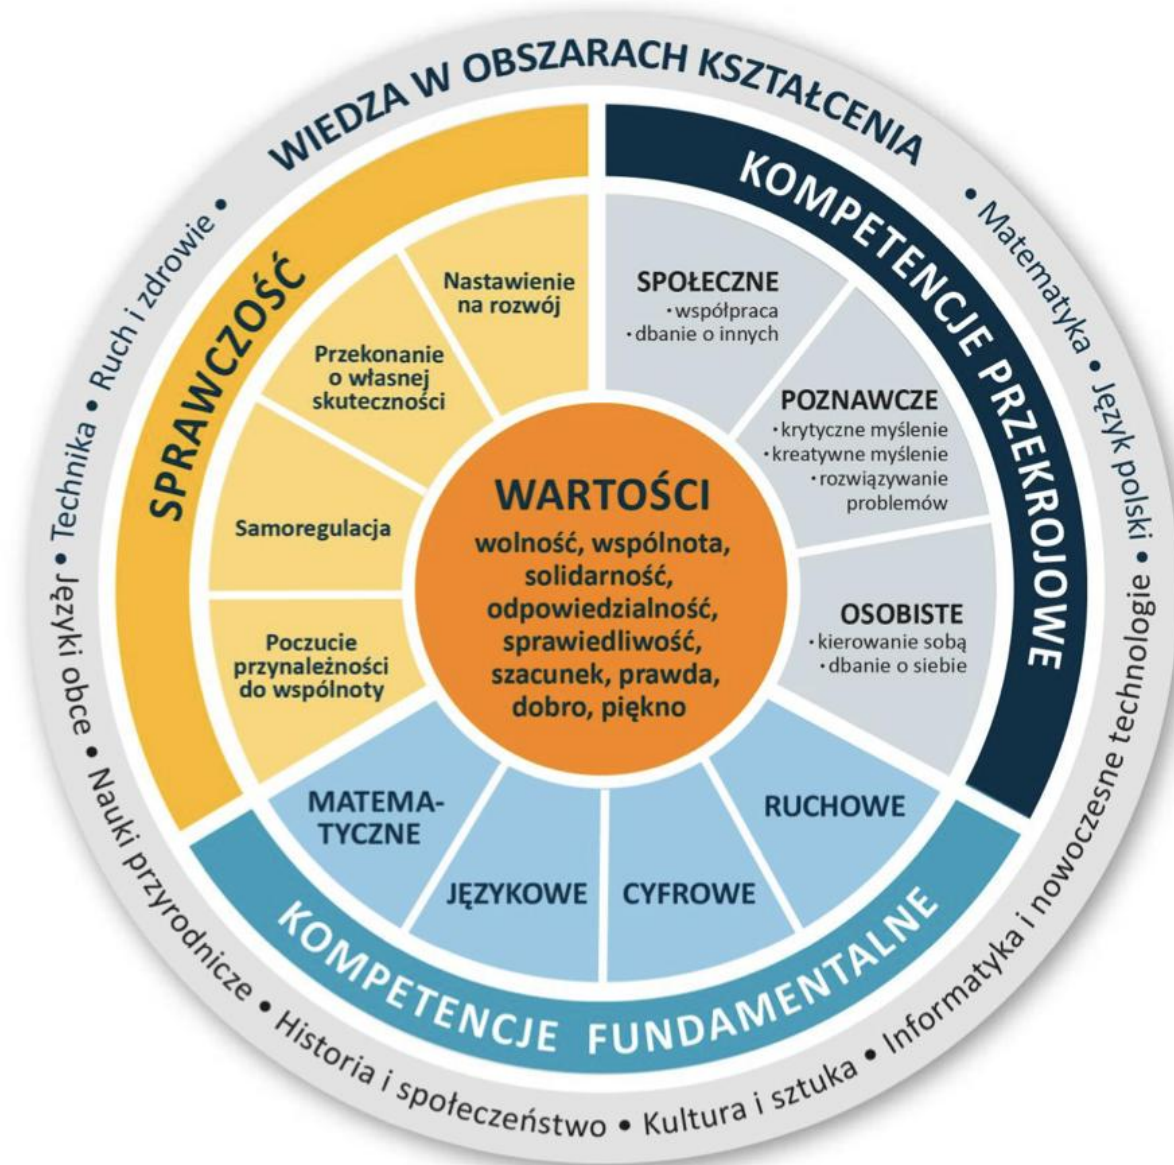 WIEDZA W OBSZARACH KSZTAŁCENIA
• Matematyka • Język polski • Informatyka i nowoczesne technologie • Kultura i sztuka • Historia i społeczeństwo • Nauki przyrodnicze • Języki obce • Technika • Ruch i zdrowie •
KOMPETENCJE PRZEKROJOWE
SPOŁECZNE
• współpraca
• dbanie o innych
POZNAWCZE
• krytyczne myślenie
• kreatywne myślenie
• rozwiązywanie
problemów
OSOBISTE
• kierowanie sobą
• dbanie o siebie
KOMPETENCJE FUNDAMENTALNE
MATEMA-
TYCZNE
JĘZYKOWE
CYFROWE
RUCHOWE
SPRAWCZOŚĆ
Nastawienie
na rozwój
Przekonanie
o własnej
skuteczności
Samoregulacja
Poczucie
przynależności
do wspólnoty
WARTOŚCI
wolność, wspólnota,
solidarność,
odpowiedzialność,
sprawiedliwość,
szacunek, prawda,
dobro, piękno